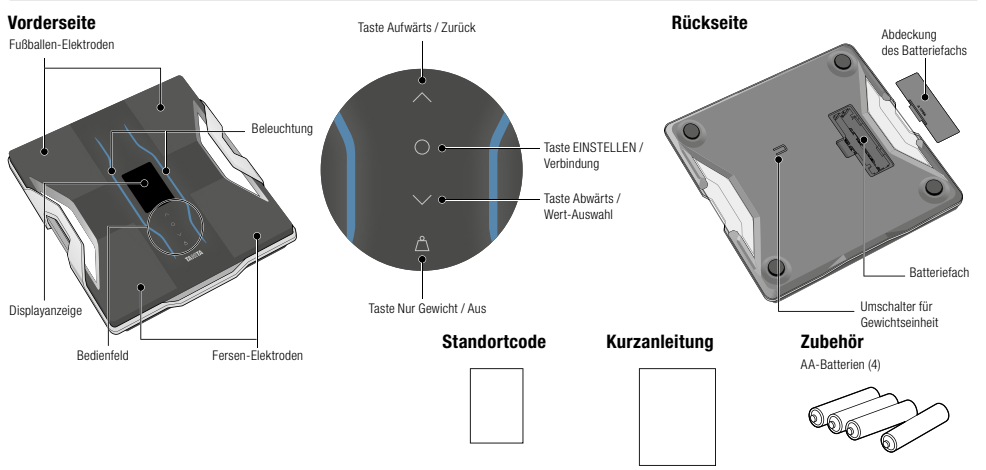 Vorderseite
Fußballen-Elektroden
Beleuchtung
Displayanzeige
Bedienfeld
Fersen-Elektroden
TANITA
Taste Aufwärts / Zurück
Taste EINSTELLEN /
Verbindung
Taste Abwärts /
Wert-Auswahl
Taste Nur Gewicht / Aus
Rückseite
Abdeckung
des Batteriefachs
Batteriefach
Umschalter für
Gewichtseinheit
Standortcode
Kurzanleitung
Zubehör
AA-Batterien (4)